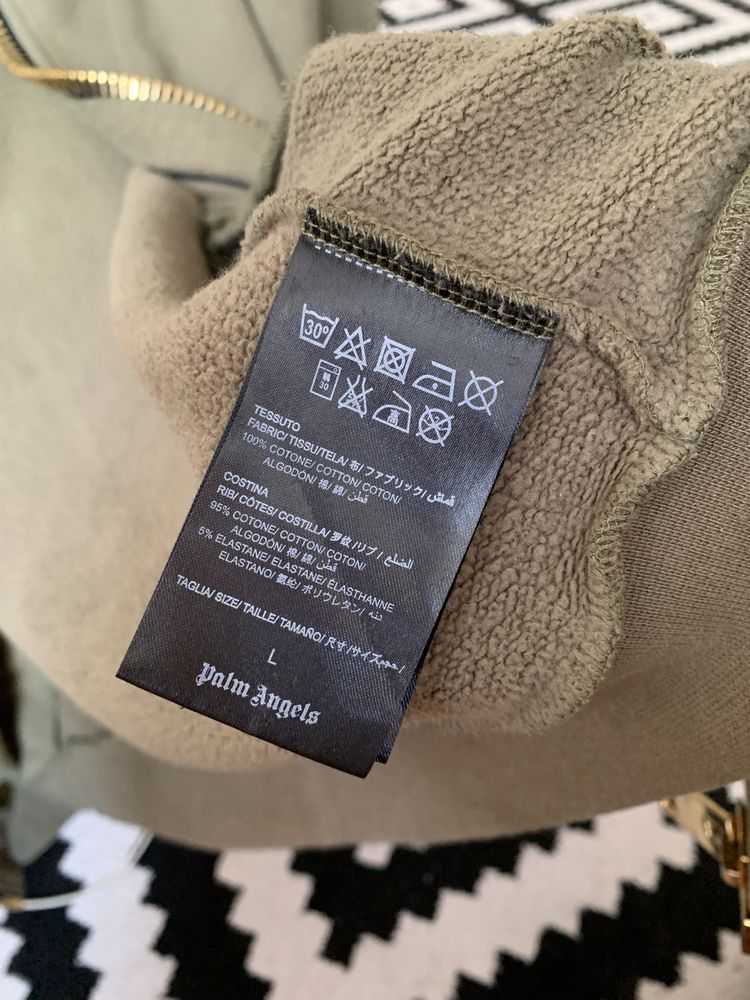 30°
TESSUTO
FABRIC/TISSU/TELA/ 布/ファブリック/ قماش
100% COTONE/ COTTON/ COTON/
ALGODÓN/ 棉/ 綿/ قطن
COSTINA
RIB/ CÔTES/ COSTILLA/ 罗纹 /リブ / الضلع
95% COTONE/ COTTON/ COTON/
ALGODÓN/ 棉/ 綿/ قطن
5% ELASTANE/ ELASTANE/ ÉLASTHANNE
ELASTANO/ 氨纶/ ポリウレタン/
TAGLIA/ SIZE/ TAILLE/ TAMAÑO/ 尺寸/サイズ
L
Palm Angels